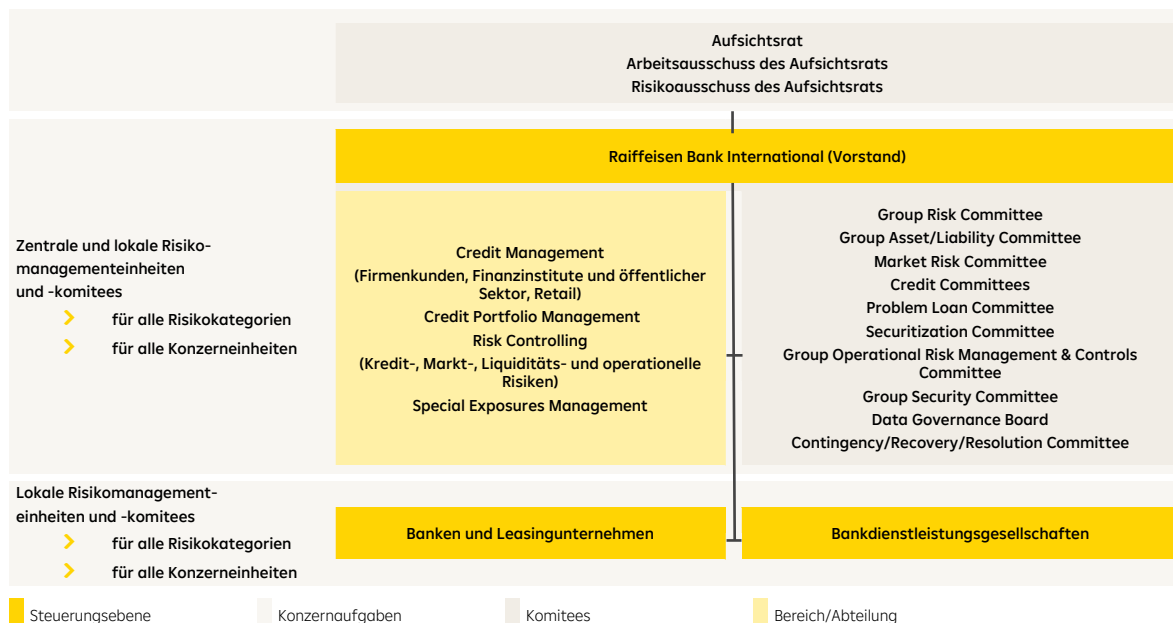 Aufsichtsrat
Arbeitsausschuss des Aufsichtsrats
Risikoausschuss des Aufsichtsrats
Raiffeisen Bank International (Vorstand)
Zentrale und lokale Risiko-
managementeinheiten
und -komitees
für alle Risikokategorien
für alle Konzerneinheiten
Credit Management
(Firmenkunden, Finanzinstitute und öffentlicher
Sektor, Retail)
Credit Portfolio Management
Risk Controlling
(Kredit-, Markt-, Liquiditäts- und operationelle
Risiken)
Special Exposures Management
Group Risk Committee
Group Asset/Liability Committee
Market Risk Committee
Credit Committees
Problem Loan Committee
Securitization Committee
Group Operational Risk Management & Controls
Committee
Group Security Committee
Data Governance Board
Contingency/Recovery/Resolution Committee
Lokale Risikomanagement-
einheiten und -komitees
für alle Risikokategorien
für alle Konzerneinheiten
Banken und Leasingunternehmen
Bankdienstleistungsgesellschaften
Steuerungsebene
Konzernaufgaben
Komitees
Bereich/Abteilung